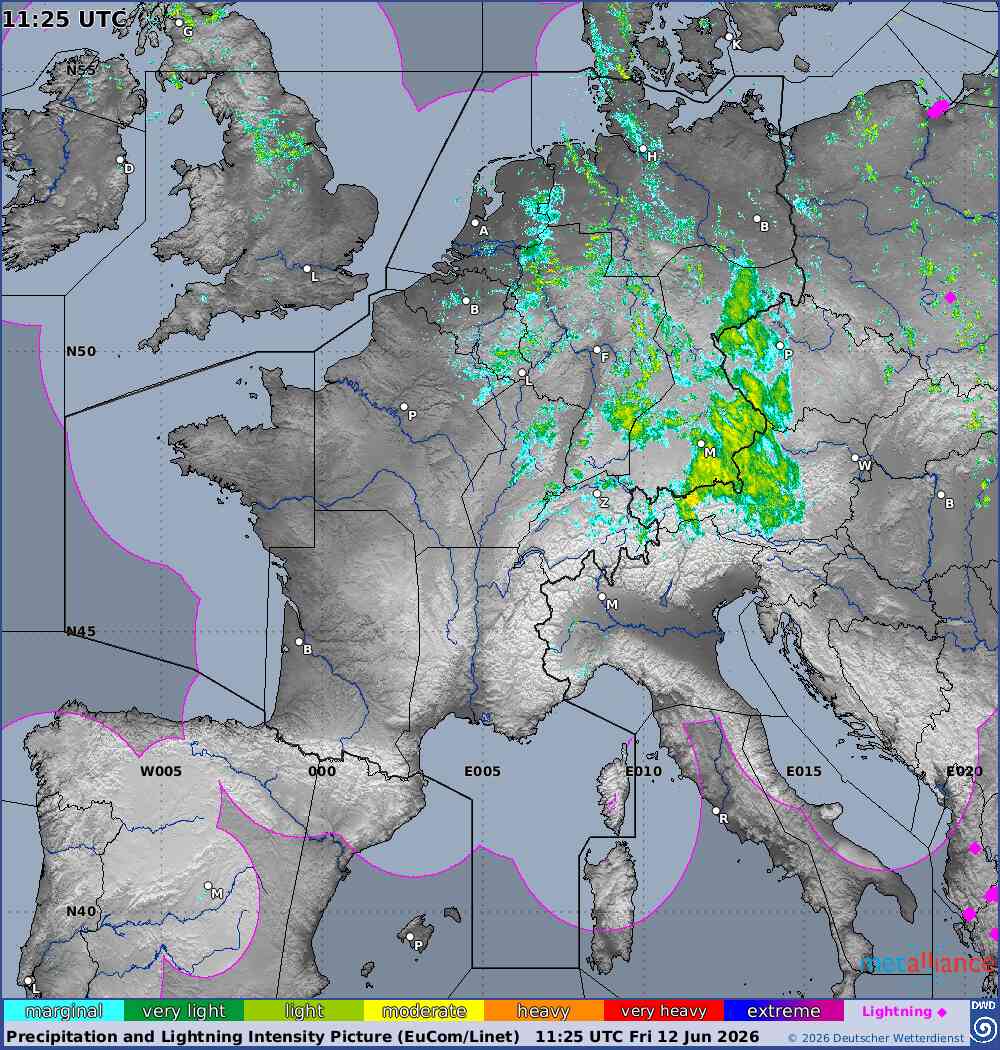 11:25 UTC
G
K
N55
D
H
A
B
L
B
N50
F
P
L
P
M
W
Z
B
M
N45
B
W005
000
E005
E010
E015
E020
R
M
N40
P
L
metalliance
marginal
very light
light
moderate
heavy
very heavy
extreme
Lightning ◆
DWD
Precipitation and Lightning Intensity Picture (EuCom/Linet) 11:25 UTC Fri 12 Jun 2026
© 2026 Deutscher Wetterdienst